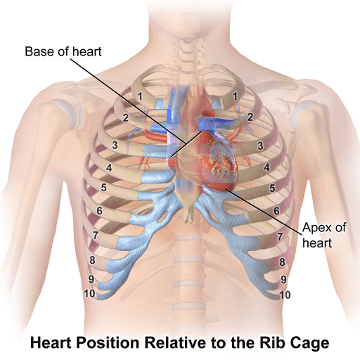 Base of heart
1 1
2 2
3 3
4 4
5 5
6 6
7 7
8 8
9 9
10 10
Apex of
heart
Heart Position Relative to the Rib Cage